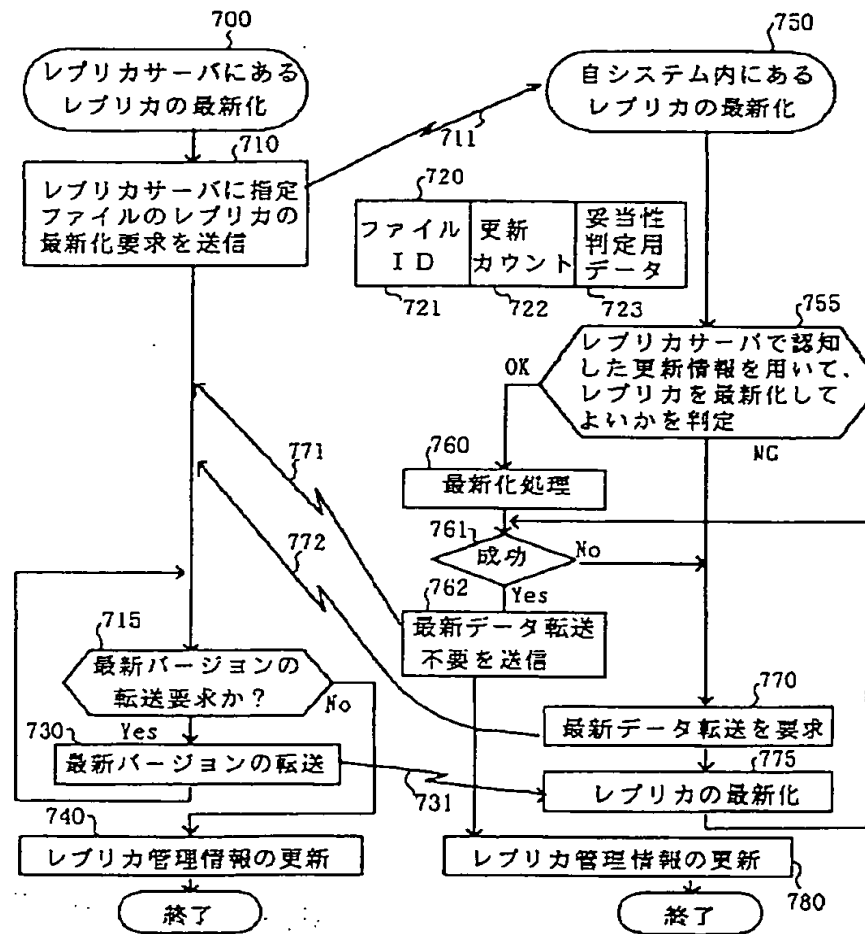 700
レプリカサーバにある
レプリカの最新化
750
自システム内にある
レプリカの最新化
710
711
レプリカサーバに指定
ファイルのレプリカの
最新化要求を送信
720
ファイル
ID
更新
カウント
妥当性
判定用
データ
721
722
723
755
レプリカサーバで認知
した更新情報を用いて、
レプリカを最新化して
よいかを判定
OK
NG
771
760
最新化処理
772
761
成功
No
Yes
762
最新データ転送
不要を送信
715
最新バージョンの
転送要求か？
No
Yes
770
最新データ転送を要求
730
最新バージョンの転送
731
775
レプリカの最新化
740
レプリカ管理情報の更新
レプリカ管理情報の更新
780
終了
終了